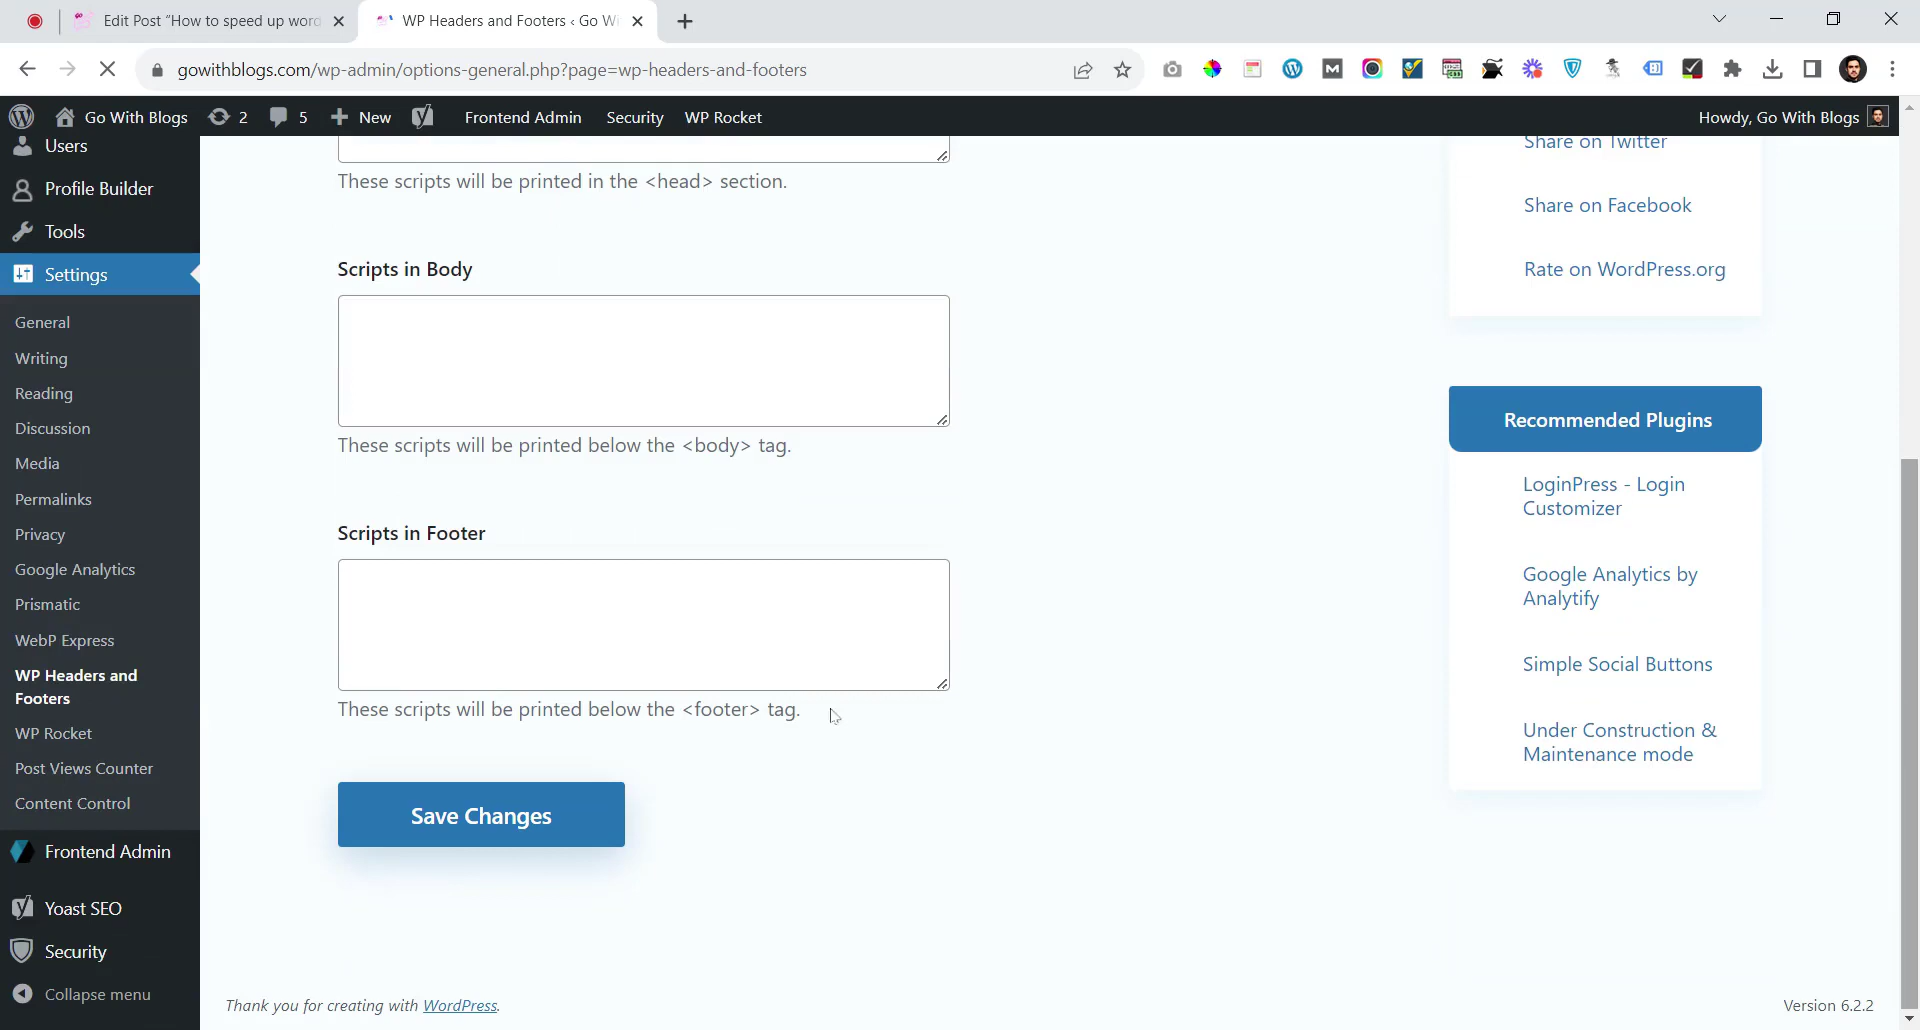 Edit Post "How to speed up word
WP Headers and Footers ‹ Go Wi
gowithblogs.com/wp-admin/options-general.php?page=wp-headers-and-footers
Go With Blogs
2
5
New
Frontend Admin
Security
WP Rocket
Howdy, Go With Blogs
Users
Profile Builder
Tools
Settings
General
Writing
Reading
Discussion
Media
Permalinks
Privacy
Google Analytics
Prismatic
WebP Express
WP Headers and
Footers
WP Rocket
Post Views Counter
Content Control
Frontend Admin
Yoast SEO
Security
Collapse menu
These scripts will be printed in the <head> section.
Scripts in Body
These scripts will be printed below the <body> tag.
Scripts in Footer
These scripts will be printed below the <footer> tag.
Save Changes
Share on Twitter
Share on Facebook
Rate on WordPress.org
Recommended Plugins
LoginPress - Login
Customizer
Google Analytics by
Analytify
Simple Social Buttons
Under Construction &
Maintenance mode
Thank you for creating with WordPress.
Version 6.2.2